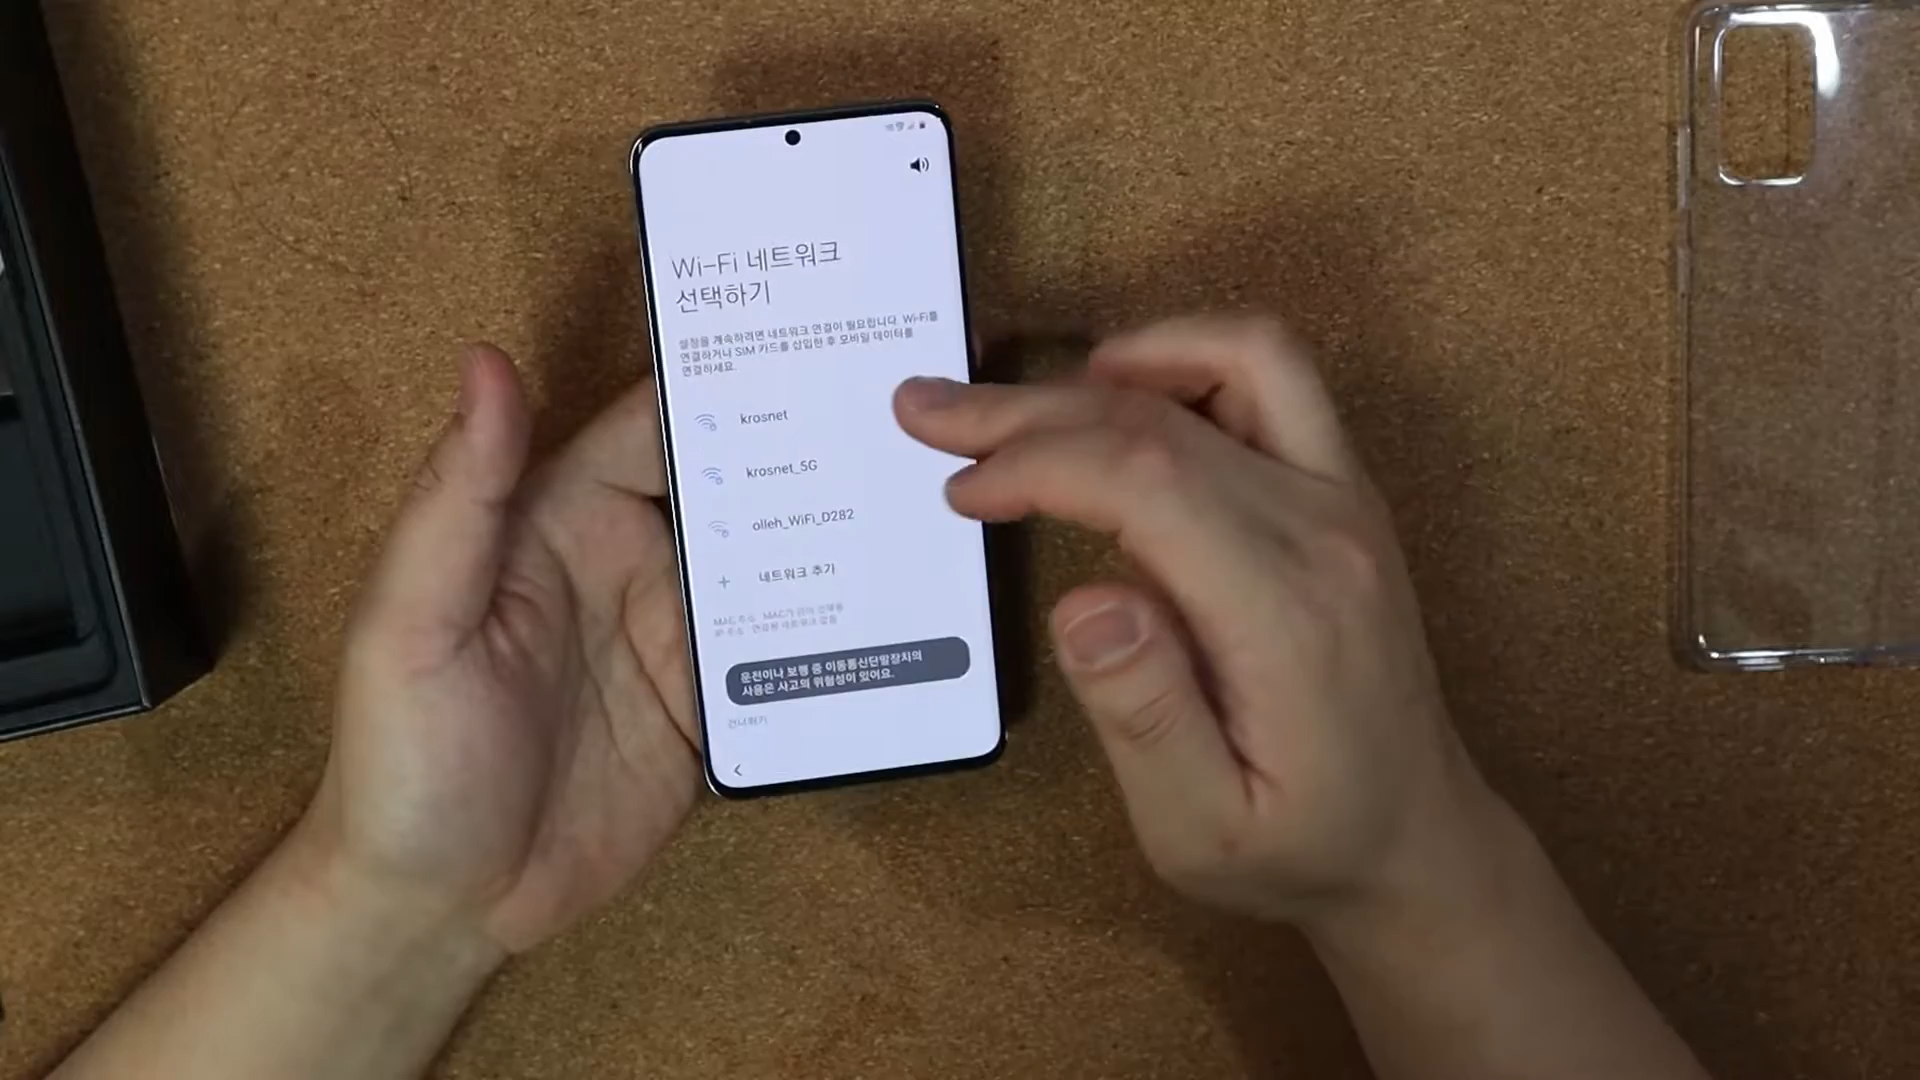 Wi-Fi 네트워크
선택하기
설정을 계속하려면 네트워크 연결이 필요합니다. Wi-Fi를
연결하거나 SIM 카드를 삽입한 후 모바일 데이터를
연결하세요.
krosnet
krosnet_5G
olleh_WiFi_D282
네트워크 추가
운전이나 보행 중 이동통신단말장치의
사용은 사고의 위험성이 있어요.
건너뛰기